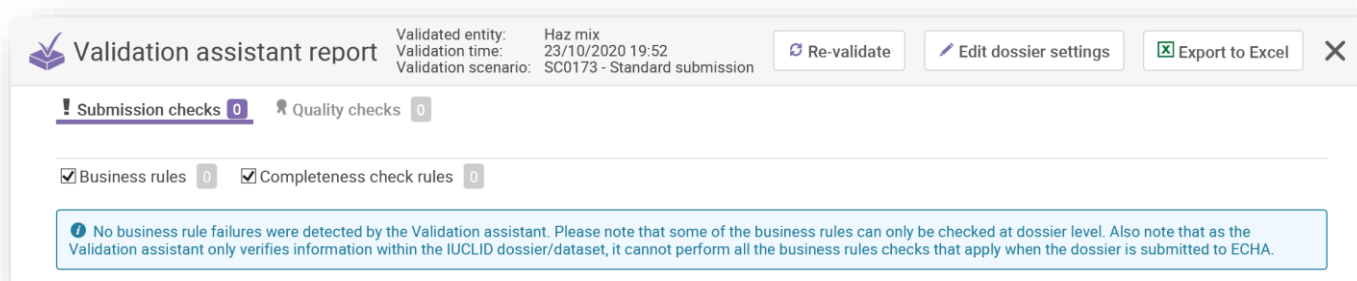 Validation assistant report
Validated entity: Haz mix
Validation time: 23/10/2020 19:52
Validation scenario: SC0173 - Standard submission
Re-validate
Edit dossier settings
Export to Excel
Submission checks 0 Quality checks 0
Business rules 0 Completeness check rules 0
No business rule failures were detected by the Validation assistant. Please note that some of the business rules can only be checked at dossier level. Also note that as the
Validation assistant only verifies information within the IUCLID dossier/dataset, it cannot perform all the business rules checks that apply when the dossier is submitted to ECHA.